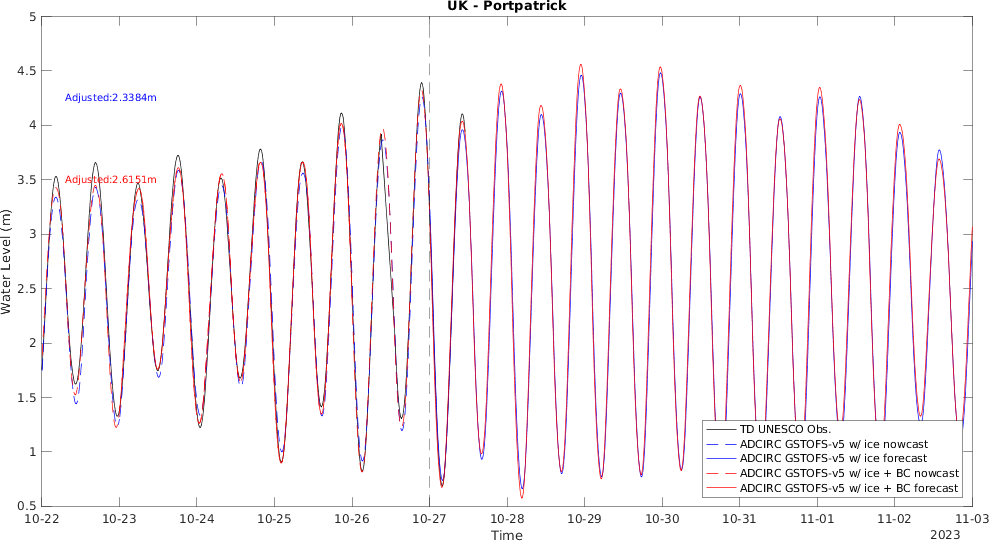 UK - Portpatrick
5
4.5
4
3.5
3
2.5
2
1.5
1
0.5
Water Level (m)
Adjusted:2.3384m
Adjusted:2.6151m
TD UNESCO Obs.
ADCIRC GSTOFS-v5 w/ ice nowcast
ADCIRC GSTOFS-v5 w/ ice forecast
ADCIRC GSTOFS-v5 w/ ice + BC nowcast
ADCIRC GSTOFS-v5 w/ ice + BC forecast
10-22 10-23 10-24 10-25 10-26 10-27 10-28 10-29 10-30 10-31 11-01 11-02 11-03
Time
2023